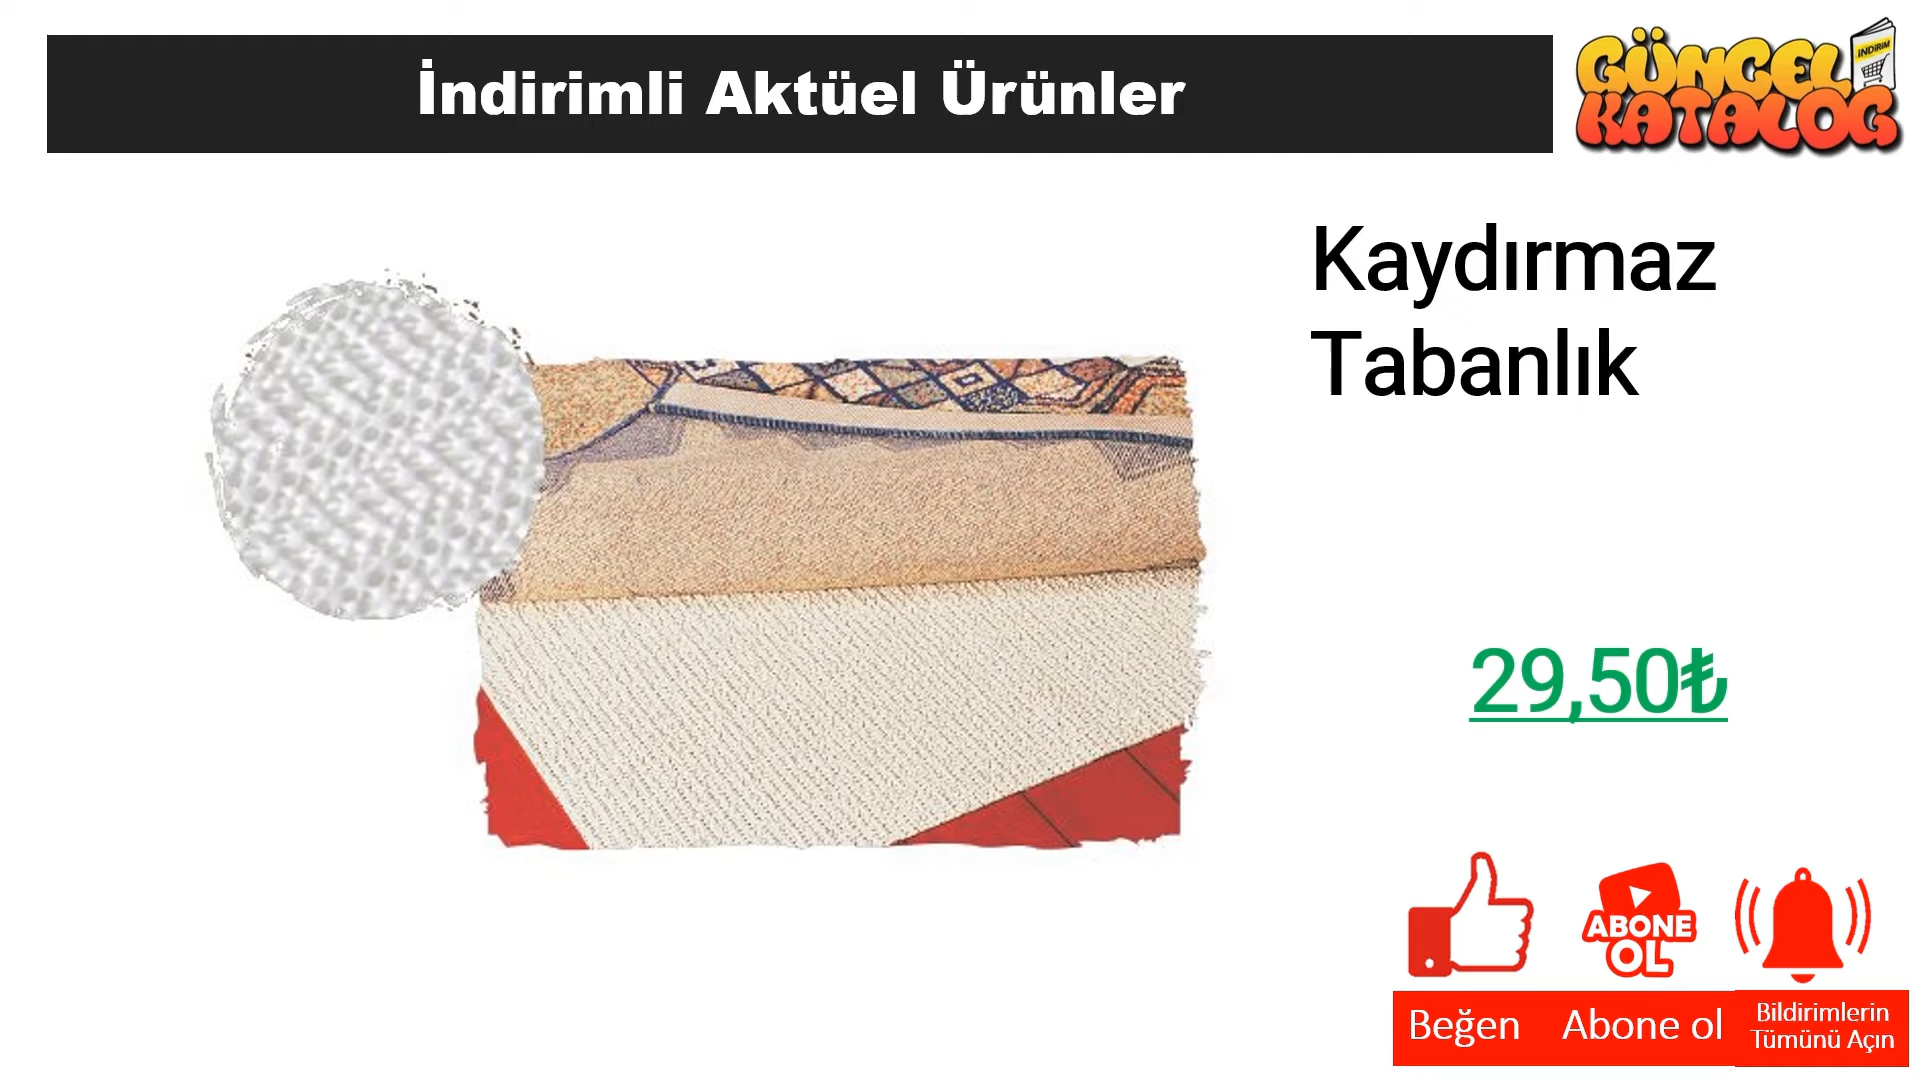 İndirimli Aktüel Ürünler
GÜNCEL
İNDİRİM
KATALOG
Kaydırmaz
Tabanlık
29,50₺
ABONE
OL
Beğen
Abone ol
Bildirimlerin
Tümünü Açın